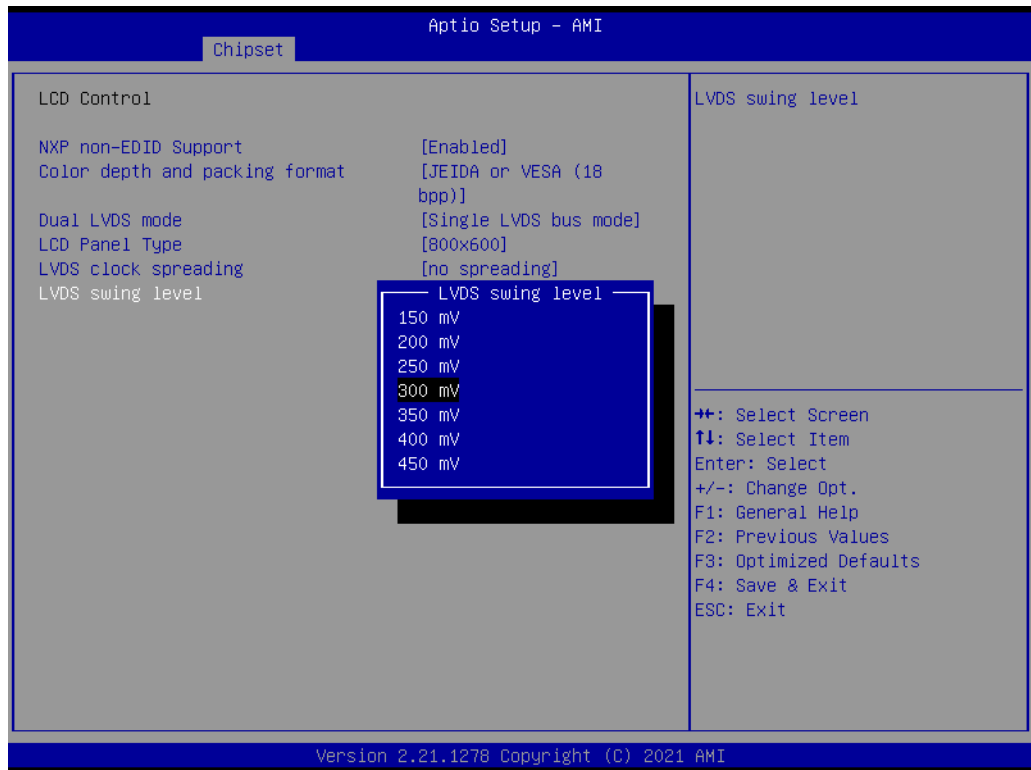 Aptio Setup – AMI
Chipset
LCD Control
NXP non-EDID Support [Enabled]
Color depth and packing format [JEIDA or VESA (18
bpp)]
Dual LVDS mode [Single LVDS bus mode]
LCD Panel Type [800x600]
LVDS clock spreading [no spreading]
LVDS swing level
LVDS swing level
150 mV
200 mV
250 mV
300 mV
350 mV
400 mV
450 mV
LVDS swing level
→←: Select Screen
↑↓: Select Item
Enter: Select
+/-: Change Opt.
F1: General Help
F2: Previous Values
F3: Optimized Defaults
F4: Save & Exit
ESC: Exit
Version 2.21.1278 Copyright (C) 2021 AMI